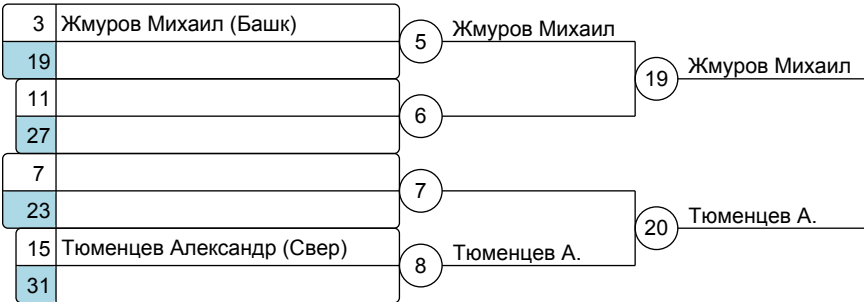 3 Жмуров Михаил (Башк)
5 Жмуров Михаил
19
19 Жмуров Михаил
11
6
27
7
7
23
20 Тюменцев А.
15 Тюменцев Александр (Свер)
8 Тюменцев А.
31